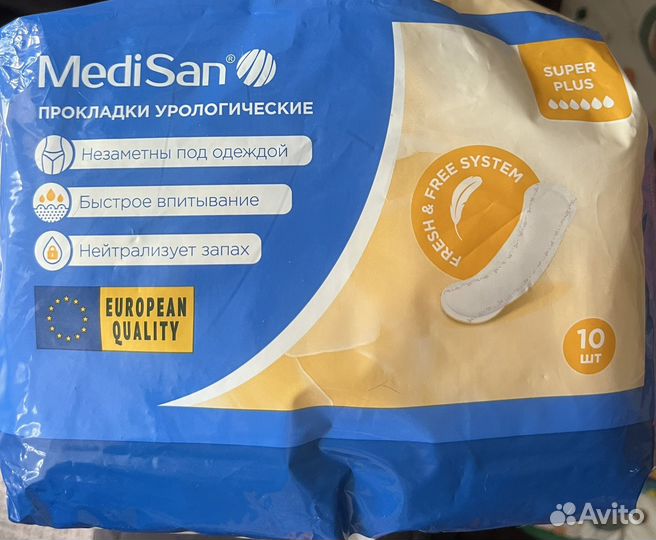 MediSan®
ПРОКЛАДКИ УРОЛОГИЧЕСКИЕ
Незаметны под одеждой
Быстрое впитывание
Нейтрализует запах
EUROPEAN
QUALITY
SUPER
PLUS
FRESH & FREE SYSTEM
10
ШТ
Avito